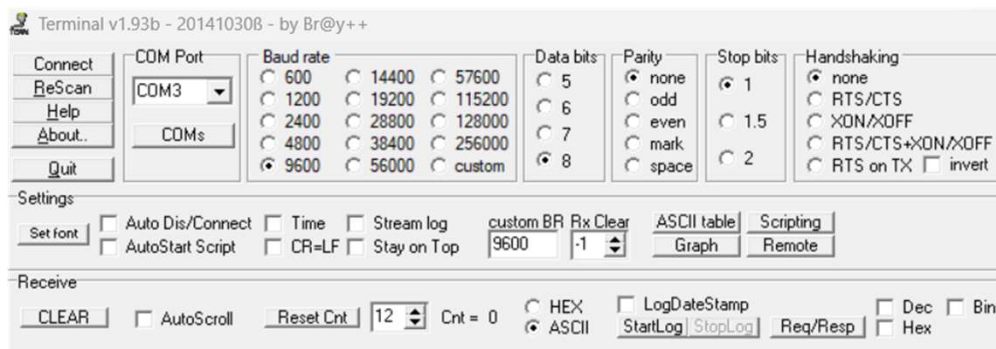 Terminal v1.93b - 20141030ß - by Br@y++
Connect
ReScan
Help
About..
Quit
COM Port
COM3
COMs
Baud rate
600 14400 57600
1200 19200 115200
2400 28800 128000
4800 38400 256000
9600 56000 custom
Data bits
5
6
7
8
Parity
none
odd
even
mark
space
Stop bits
1
1.5
2
Handshaking
none
RTS/CTS
XON/XOFF
RTS/CTS+XON/XOFF
RTS on TX invert
Settings
Set font
Auto Dis/Connect Time Stream log
AutoStart Script CR=LF Stay on Top
custom BR Rx Clear
9600 -1
ASCII table Scripting
Graph Remote
Receive
CLEAR AutoScroll Reset Cnt 12 Cnt = 0
HEX
ASCII
LogDateStamp
StartLog StopLog Req/Resp
Dec Bin
Hex